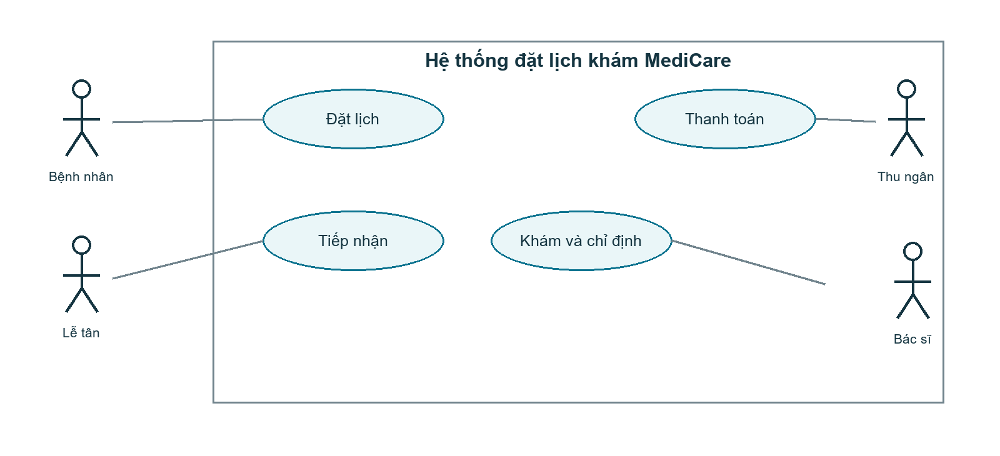 Hệ thống đặt lịch khám MediCare
Đặt lịch
Thanh toán
Bệnh nhân
Thu ngân
Tiếp nhận
Khám và chỉ định
Lễ tân
Bác sĩ